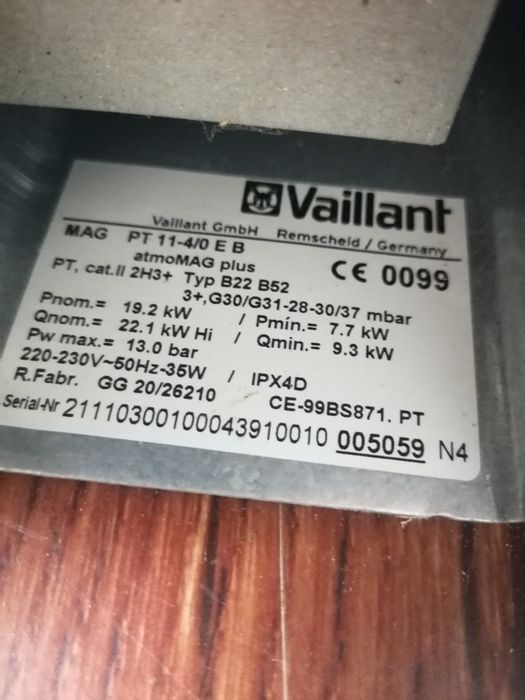 Vaillant
Vaillant GmbH Remscheid / Germany
MAG PT 11-4/0 E B
atmoMAG plus CE 0099
PT, cat.II 2H3+ Typ B22 B52
3+,G30/G31-28-30/37 mbar
Pnom.= 19.2 kW / Pmin.= 7.7 kW
Qnom.= 22.1 kW Hi / Qmin.= 9.3 kW
Pw max.= 13.0 bar
220-230V~50Hz-35W / IPX4D
R.Fabr. GG 20/26210 CE-99BS871. PT
Serial-Nr 21110300100043910010 005059 N4